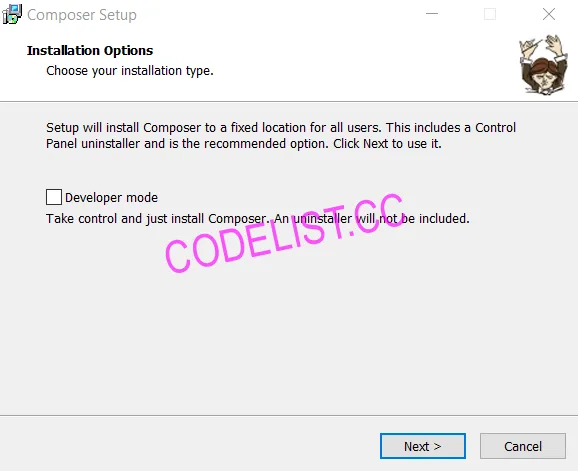 Composer Setup
Installation Options
Choose your installation type.
Setup will install Composer to a fixed location for all users. This includes a Control
Panel uninstaller and is the recommended option. Click Next to use it.
Developer mode
Take control and just install Composer. An uninstaller will not be included.
CODELIST.CC
Next >
Cancel